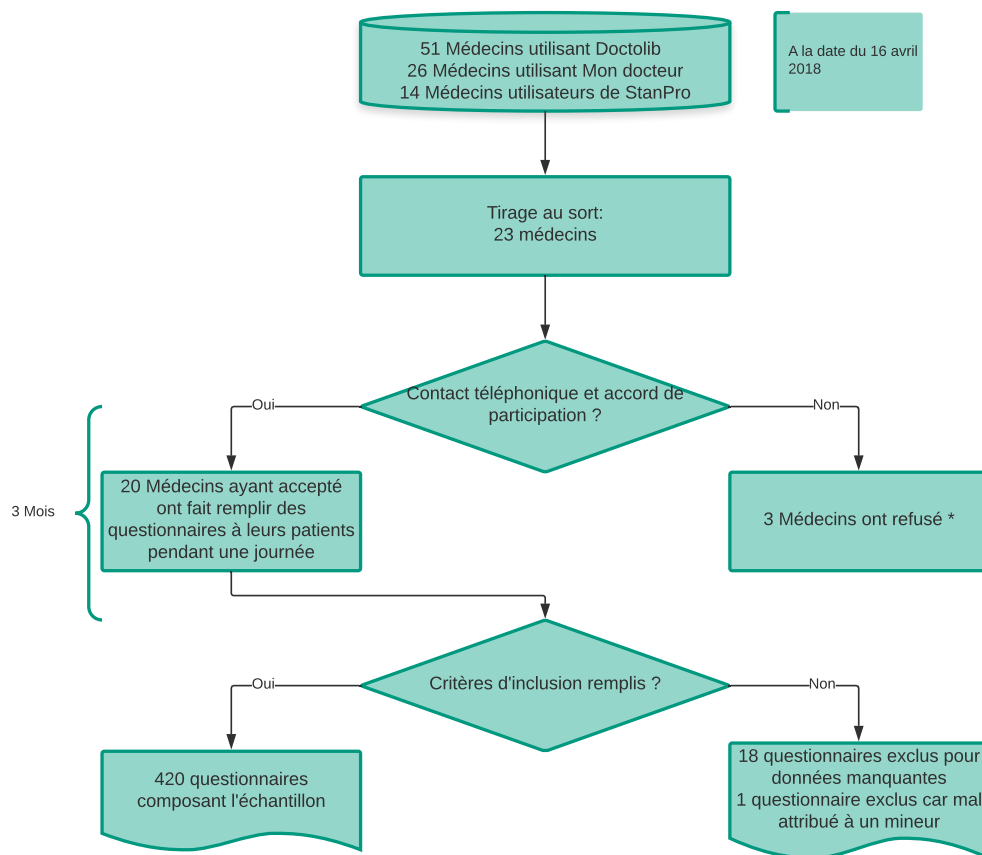 51 Médecins utilisant Doctolib
26 Médecins utilisant Mon docteur
14 Médecins utilisateurs de StanPro
A la date du 16 avril
2018
Tirage au sort:
23 médecins
Contact téléphonique et accord de
participation ?
Oui
Non
3 Mois
20 Médecins ayant accepté
ont fait remplir des
questionnaires à leurs patients
pendant une journée
3 Médecins ont refusé *
Critères d'inclusion remplis ?
Oui
Non
420 questionnaires
composant l'échantillon
18 questionnaires exclus pour
données manquantes
1 questionnaire exclus car mal
attribué à un mineur